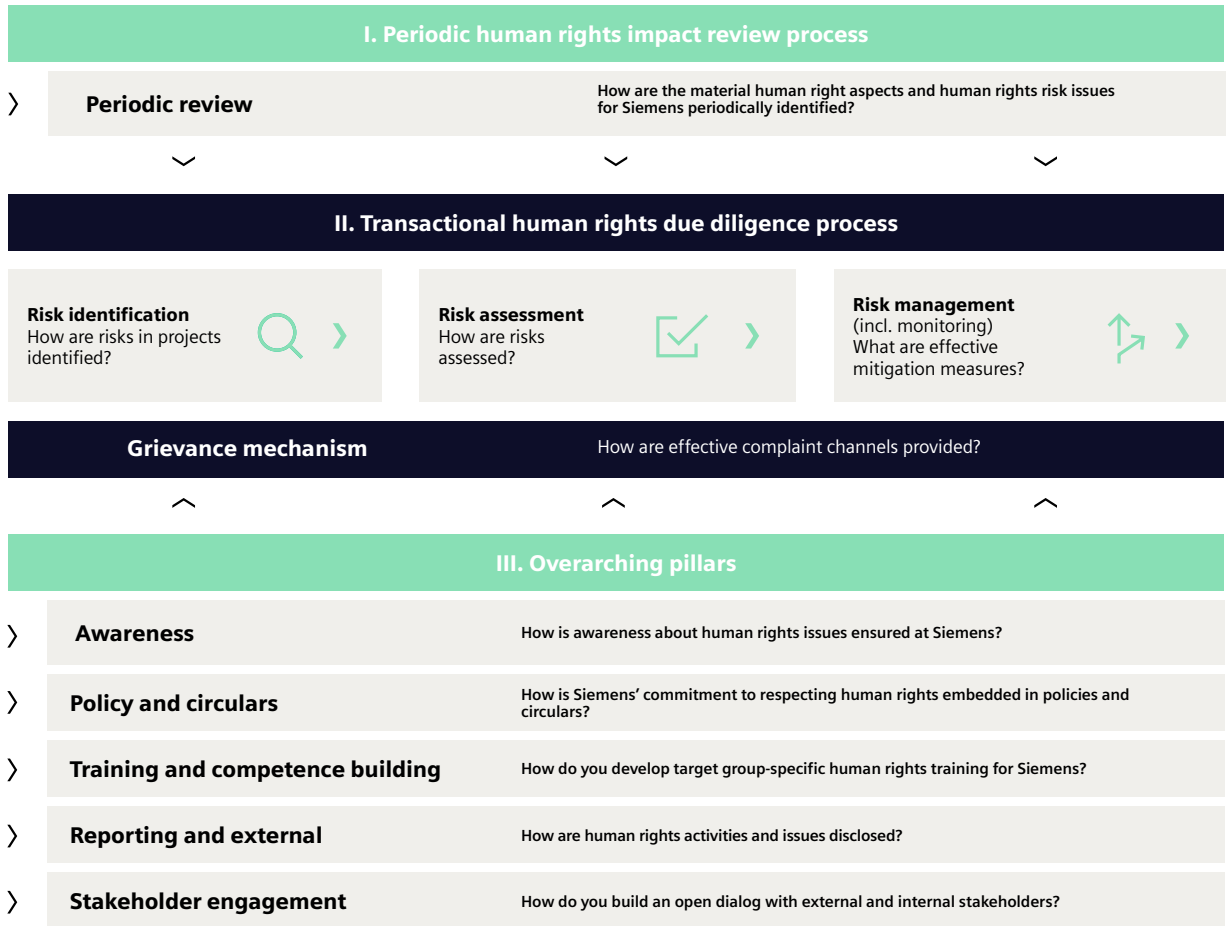 I. Periodic human rights impact review process
Periodic review
How are the material human right aspects and human rights risk issues
for Siemens periodically identified?
II. Transactional human rights due diligence process
Risk identification
How are risks in projects
identified?
Risk assessment
How are risks
assessed?
Risk management
(incl. monitoring)
What are effective
mitigation measures?
Grievance mechanism
How are effective complaint channels provided?
III. Overarching pillars
Awareness
How is awareness about human rights issues ensured at Siemens?
Policy and circulars
How is Siemens’ commitment to respecting human rights embedded in policies and
circulars?
Training and competence building
How do you develop target group-specific human rights training for Siemens?
Reporting and external
How are human rights activities and issues disclosed?
Stakeholder engagement
How do you build an open dialog with external and internal stakeholders?